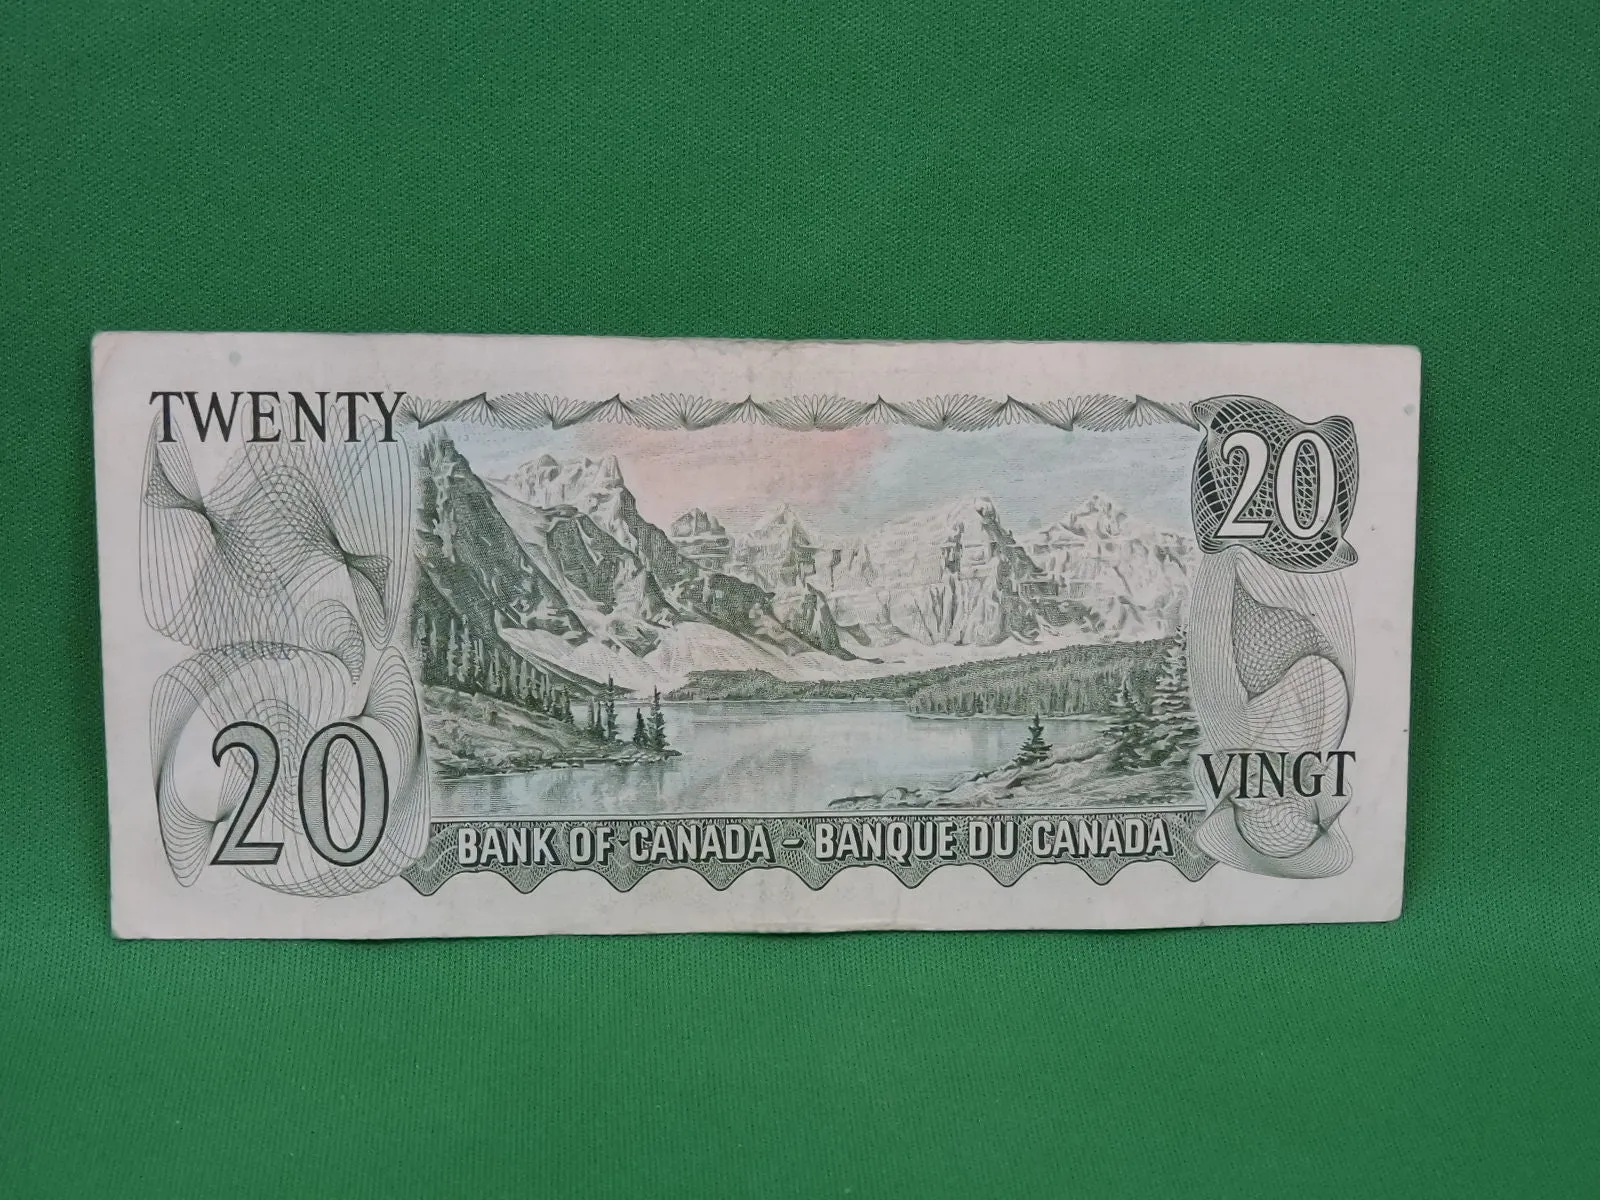 TWENTY
20
20
VINGT
BANK OF CANADA - BANQUE DU CANADA